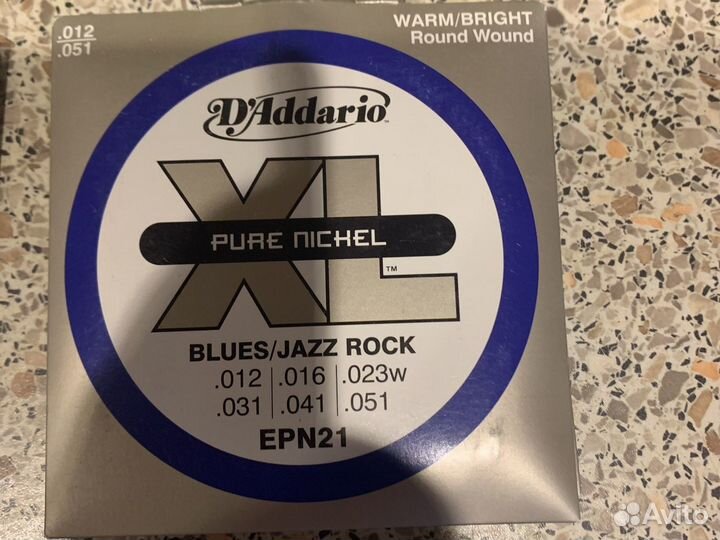 .012
.051
WARM/BRIGHT
Round Wound
D'Addario
XL
PURE NICKEL
TM
BLUES/JAZZ ROCK
.012 .016 .023w
.031 .041 .051
EPN21
Avito